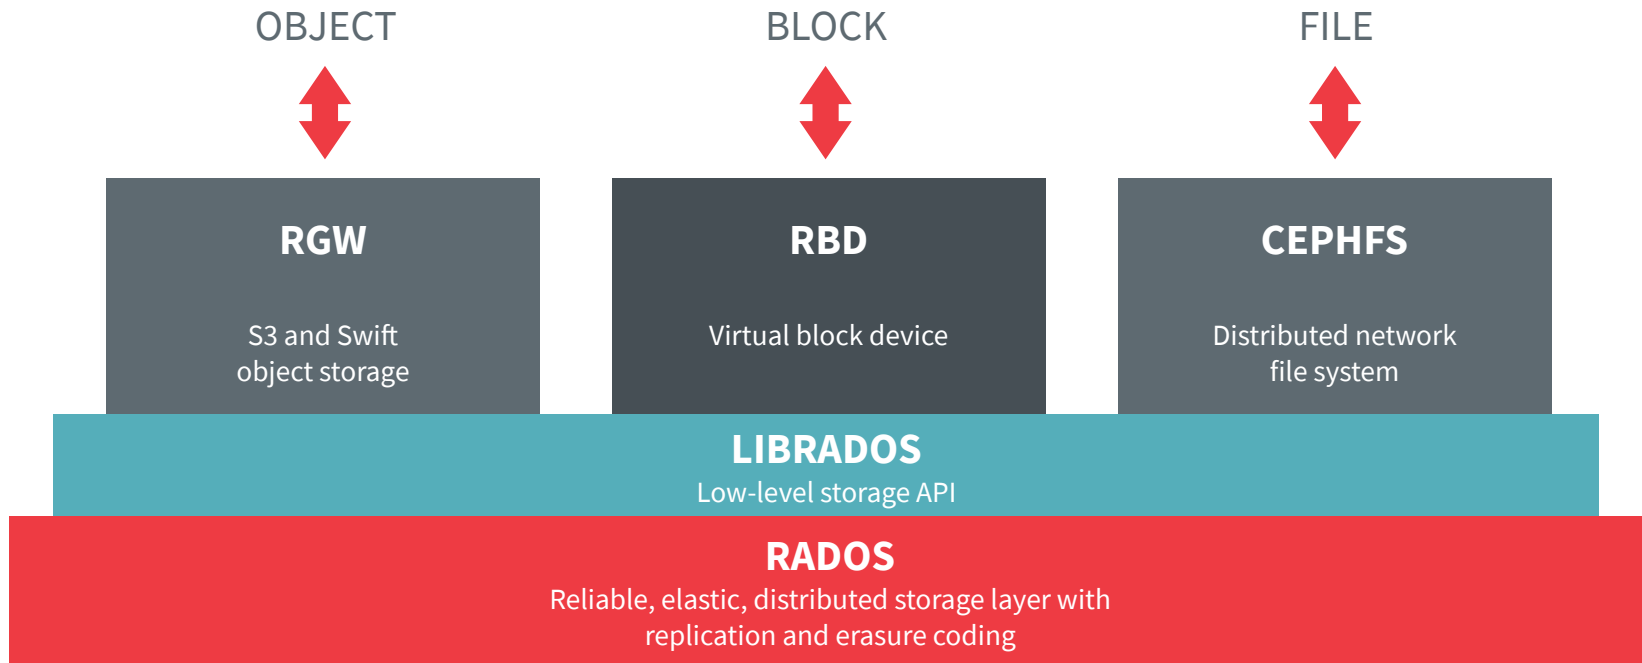 OBJECT
BLOCK
FILE
RGW
S3 and Swift
object storage
RBD
Virtual block device
CEPHFS
Distributed network
file system
LIBRADOS
Low-level storage API
RADOS
Reliable, elastic, distributed storage layer with
replication and erasure coding